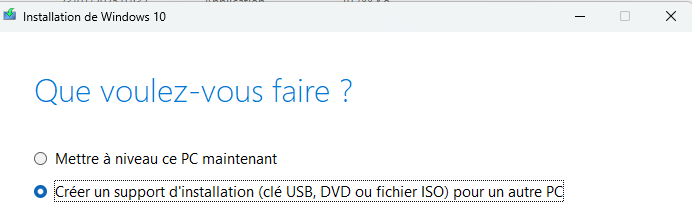 Installation de Windows 10
Que voulez-vous faire ?
Mettre à niveau ce PC maintenant
Créer un support d'installation (clé USB, DVD ou fichier ISO) pour un autre PC